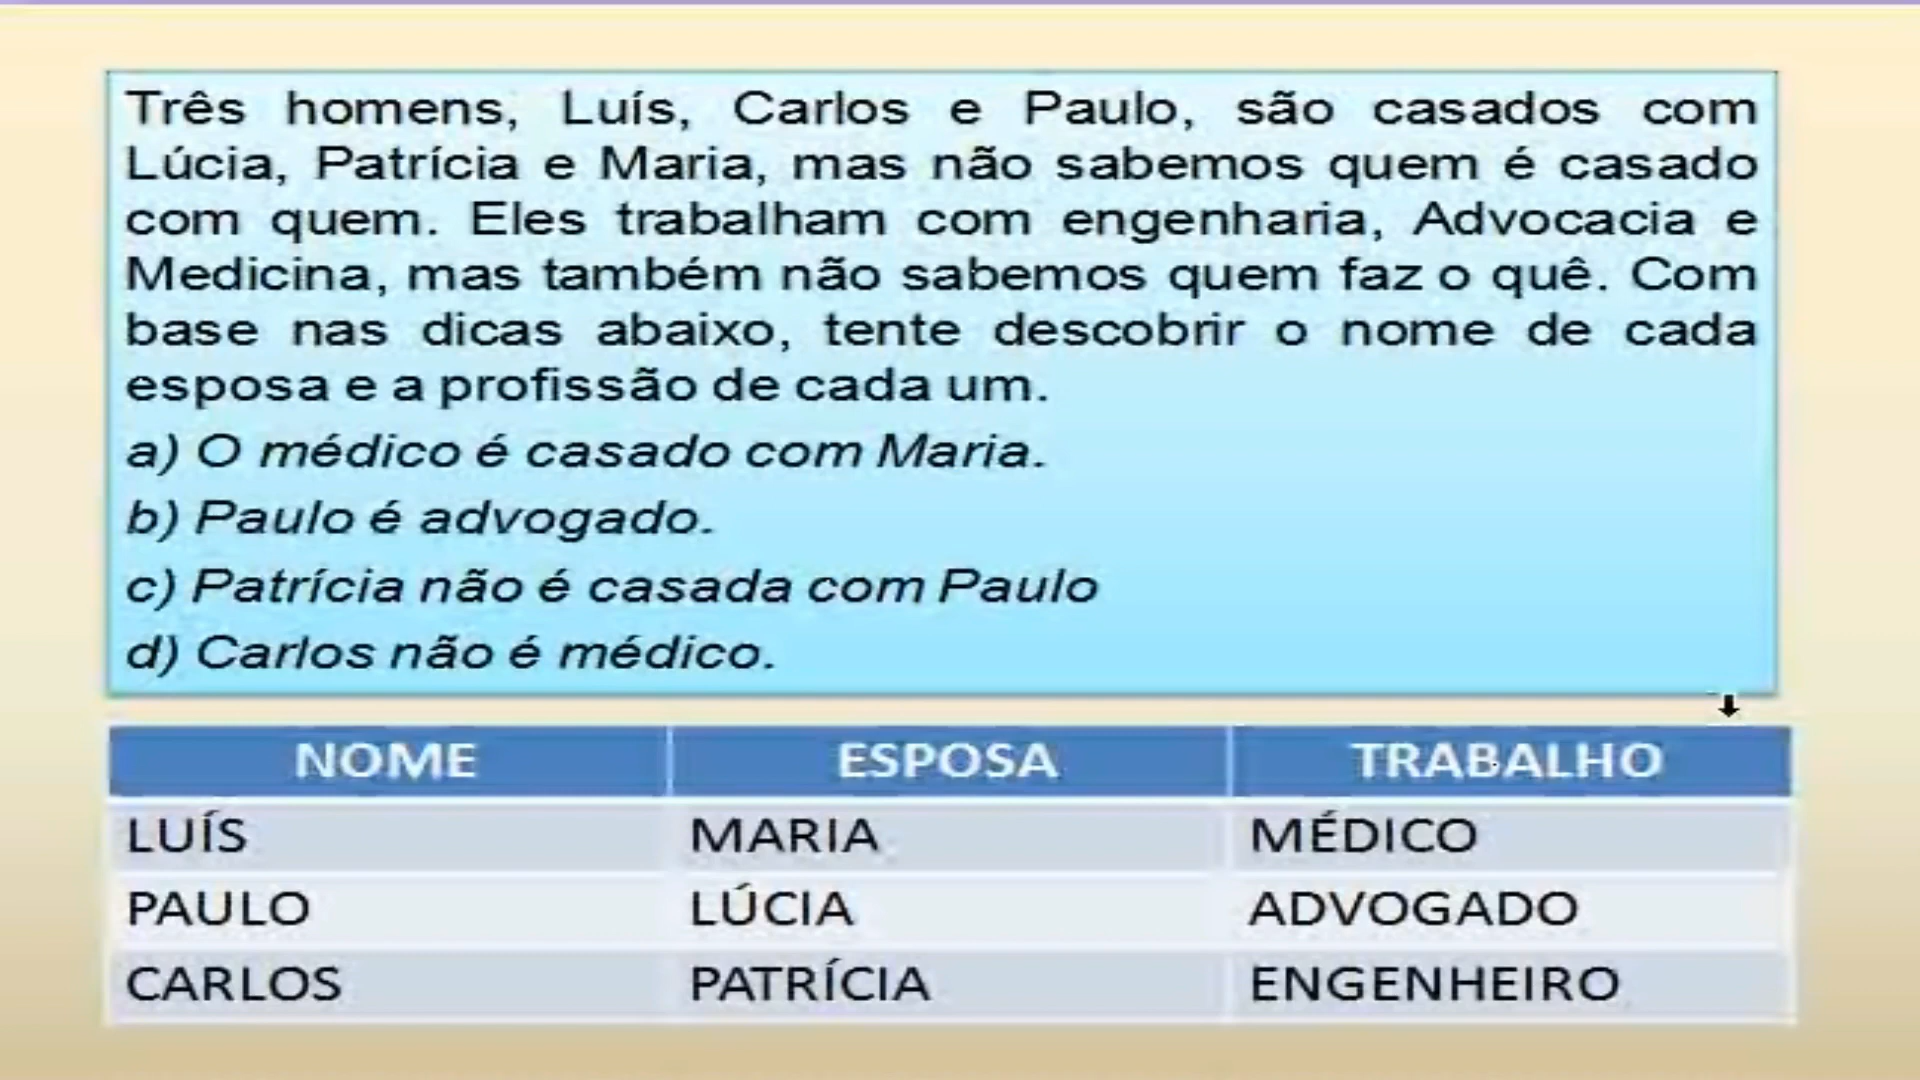 Três homens, Luís, Carlos e Paulo, são casados com
Lúcia, Patrícia e Maria, mas não sabemos quem é casado
com quem. Eles trabalham com engenharia, Advocacia e
Medicina, mas também não sabemos quem faz o quê. Com
base nas dicas abaixo, tente descobrir o nome de cada
esposa e a profissão de cada um.
a) O médico é casado com Maria.
b) Paulo é advogado.
c) Patrícia não é casada com Paulo
d) Carlos não é médico.
NOME ESPOSA TRABALHO
LUÍS MARIA MÉDICO
PAULO LÚCIA ADVOGADO
CARLOS PATRÍCIA ENGENHEIRO